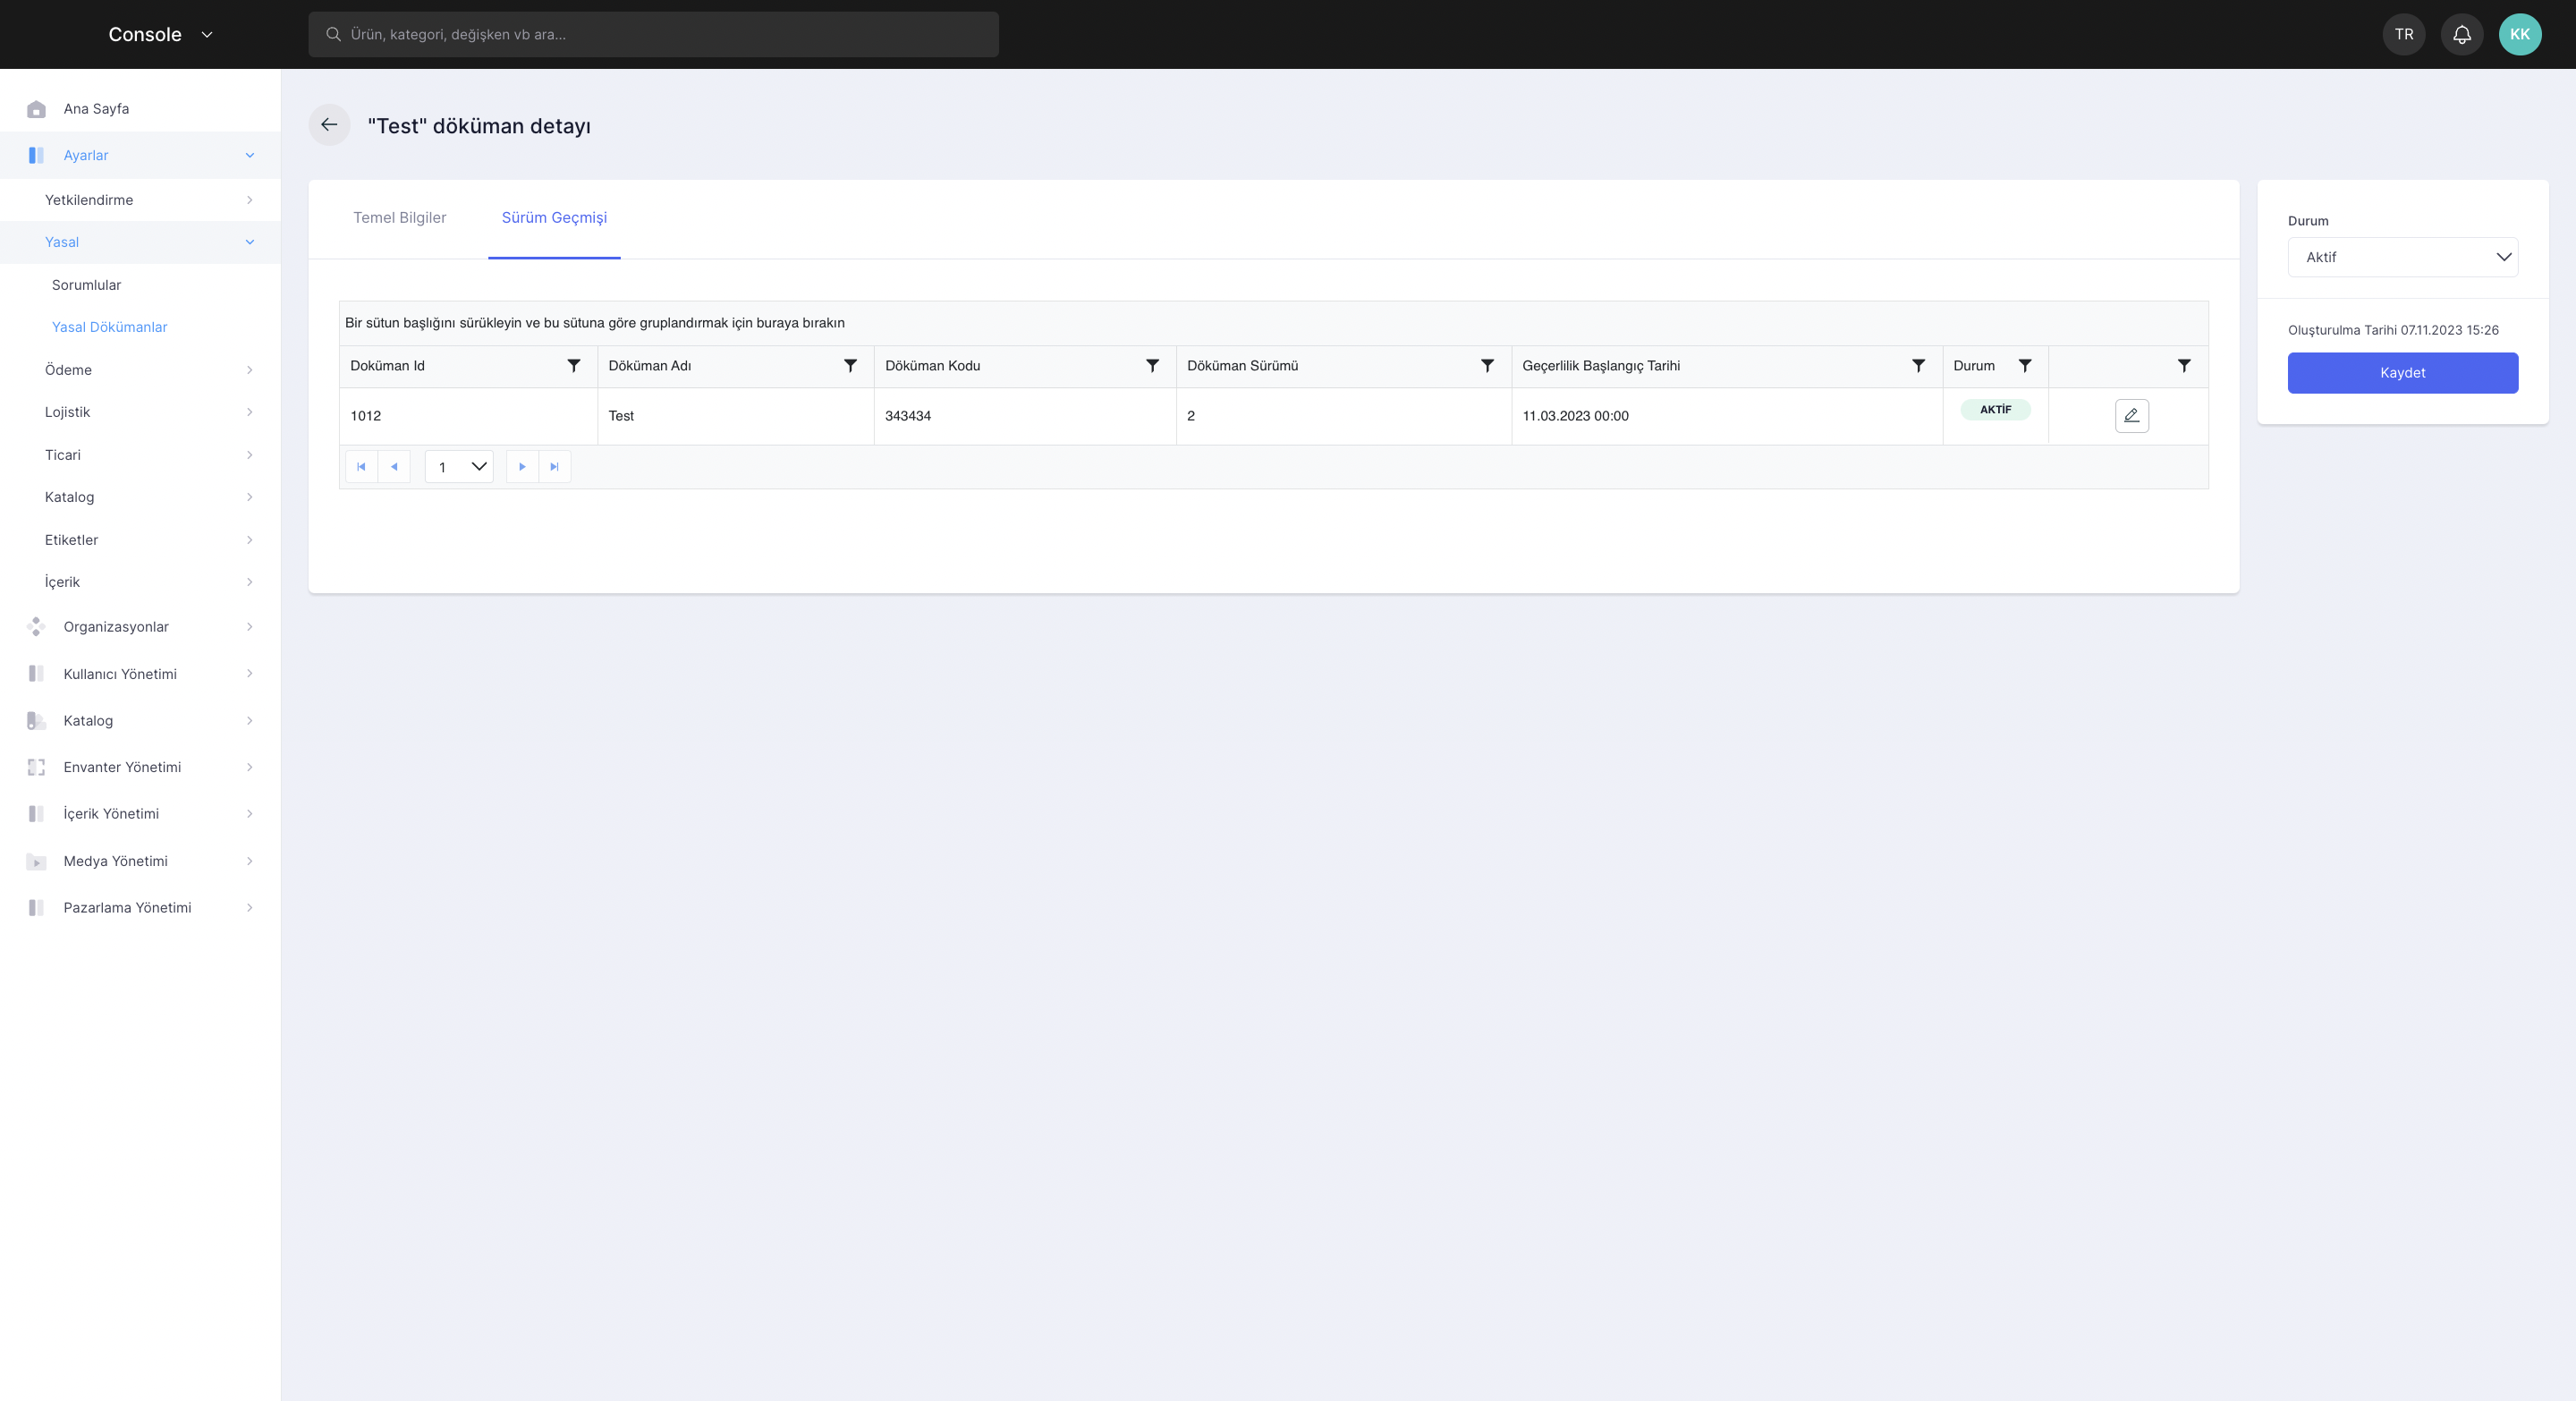 Console
Ürün, kategori, değişken vb ara...
TR
KK
Ana Sayfa
Ayarlar
Yetkilendirme
Yasal
Sorumlular
Yasal Dökümanlar
Ödeme
Lojistik
Ticari
Katalog
Etiketler
İçerik
Organizasyonlar
Kullanıcı Yönetimi
Katalog
Envanter Yönetimi
İçerik Yönetimi
Medya Yönetimi
Pazarlama Yönetimi
"Test" döküman detayı
Temel Bilgiler Sürüm Geçmişi
Bir sütun başlığını sürükleyin ve bu sütuna göre gruplandırmak için buraya bırakın
Doküman Id Döküman Adı Döküman Kodu Döküman Sürümü Geçerlilik Başlangıç Tarihi Durum
1012 Test 343434 2 11.03.2023 00:00 AKTİF
1
Durum
Aktif
Oluşturulma Tarihi 07.11.2023 15:26
Kaydet